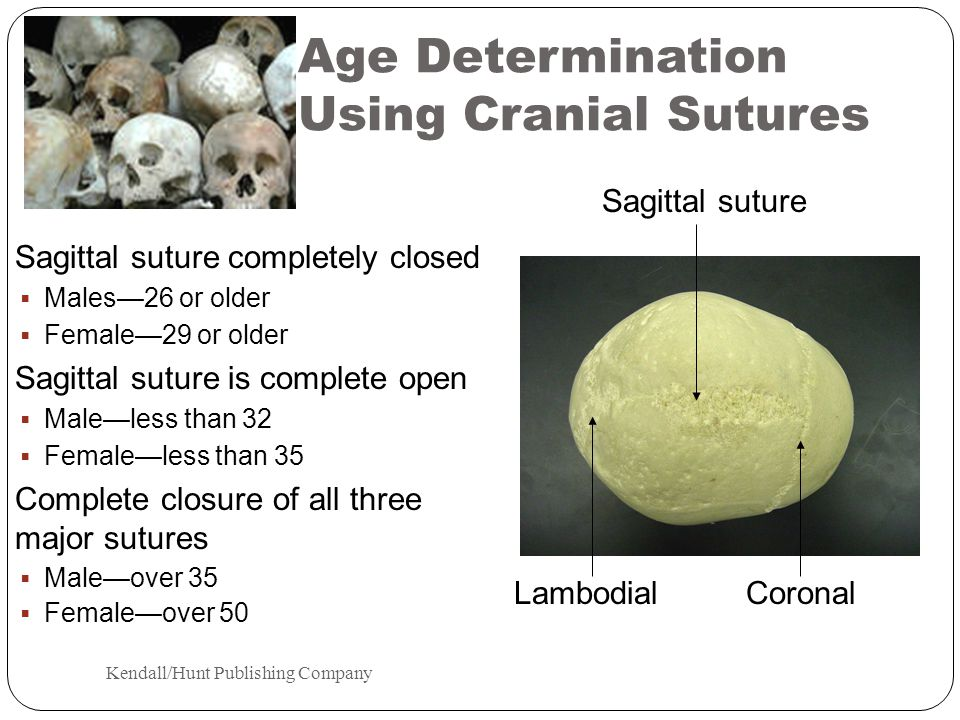 Age Determination
Using Cranial Sutures
Sagittal suture completely closed
▪ Males—26 or older
▪ Female—29 or older
Sagittal suture is complete open
▪ Male—less than 32
▪ Female—less than 35
Complete closure of all three
major sutures
▪ Male—over 35
▪ Female—over 50
Sagittal suture
Lambodial
Coronal
Kendall/Hunt Publishing Company